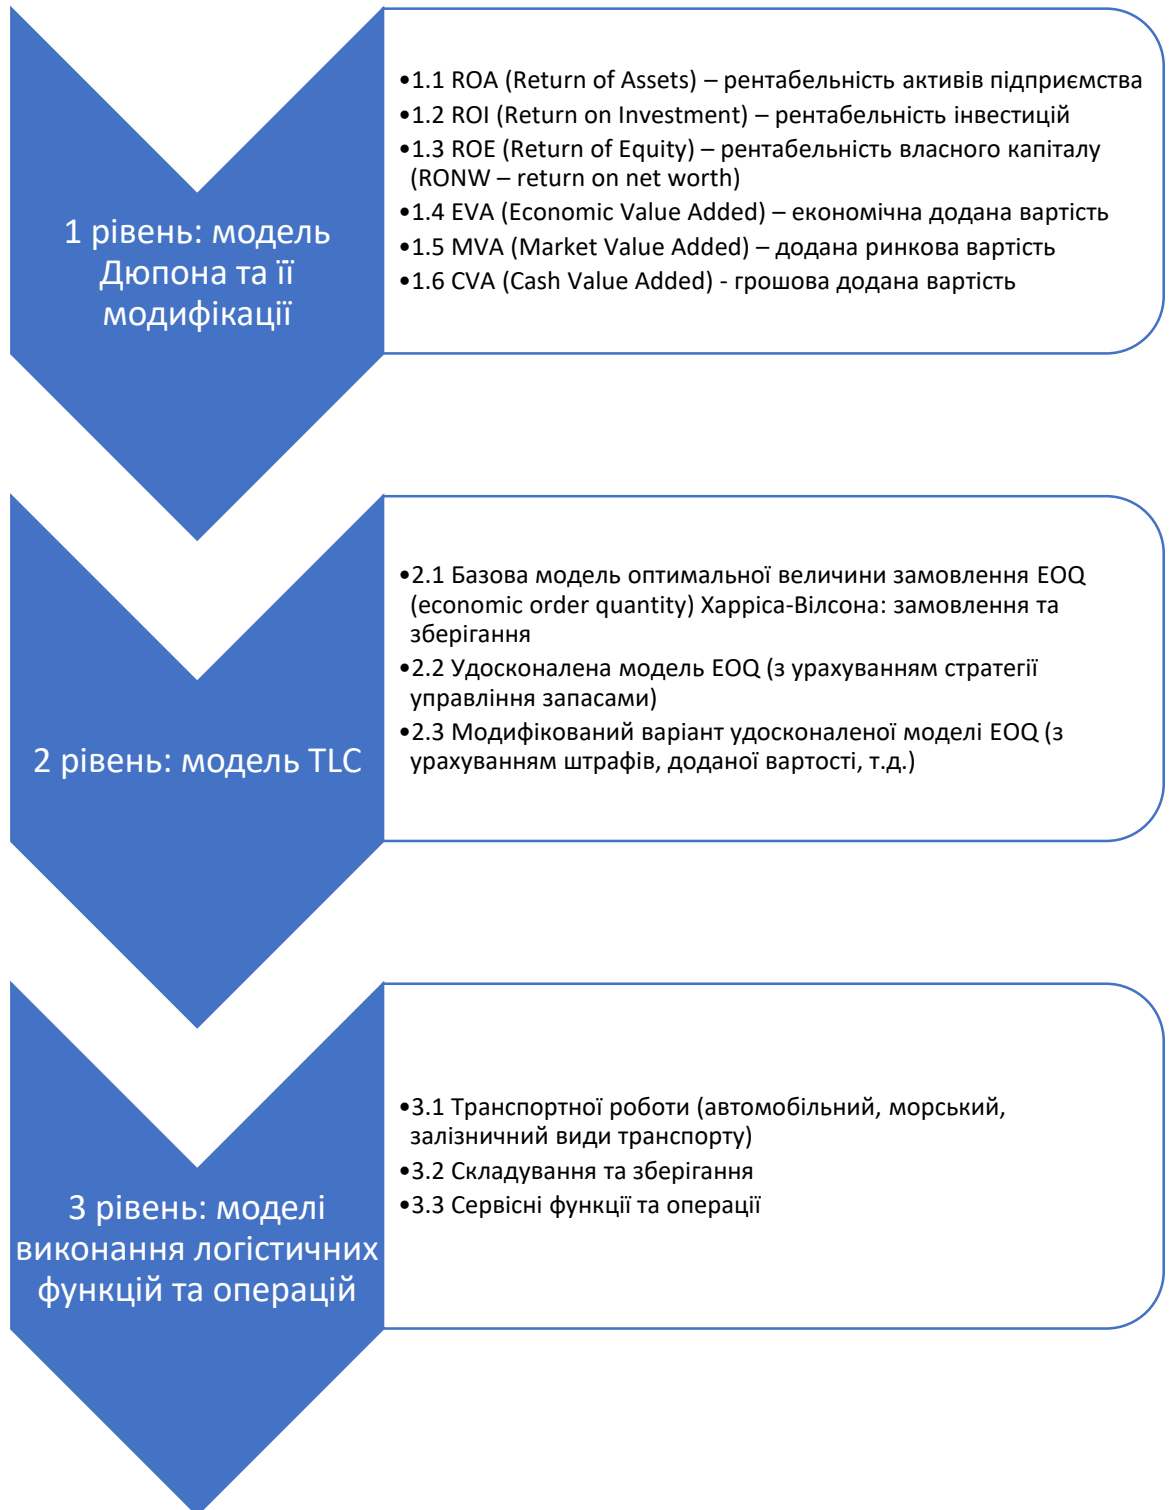 1 рівень: модель
Дюпона та її
модифікації
•1.1 ROA (Return of Assets) – рентабельність активів підприємства
•1.2 ROI (Return on Investment) – рентабельність інвестицій
•1.3 ROE (Return of Equity) – рентабельність власного капіталу
(RONW – return on net worth)
•1.4 EVA (Economic Value Added) – економічна додана вартість
•1.5 MVA (Market Value Added) – додана ринкова вартість
•1.6 CVA (Cash Value Added) - грошова додана вартість
2 рівень: модель TLC
•2.1 Базова модель оптимальної величини замовлення EOQ
(economic order quantity) Харріса-Вілсона: замовлення та
зберігання
•2.2 Удосконалена модель EOQ (з урахуванням стратегії
управління запасами)
•2.3 Модифікований варіант удосконаленої моделі EOQ (з
урахуванням штрафів, доданої вартості, т.д.)
3 рівень: моделі
виконання логістичних
функцій та операцій
•3.1 Транспортної роботи (автомобільний, морський,
залізничний види транспорту)
•3.2 Складування та зберігання
•3.3 Сервісні функції та операції